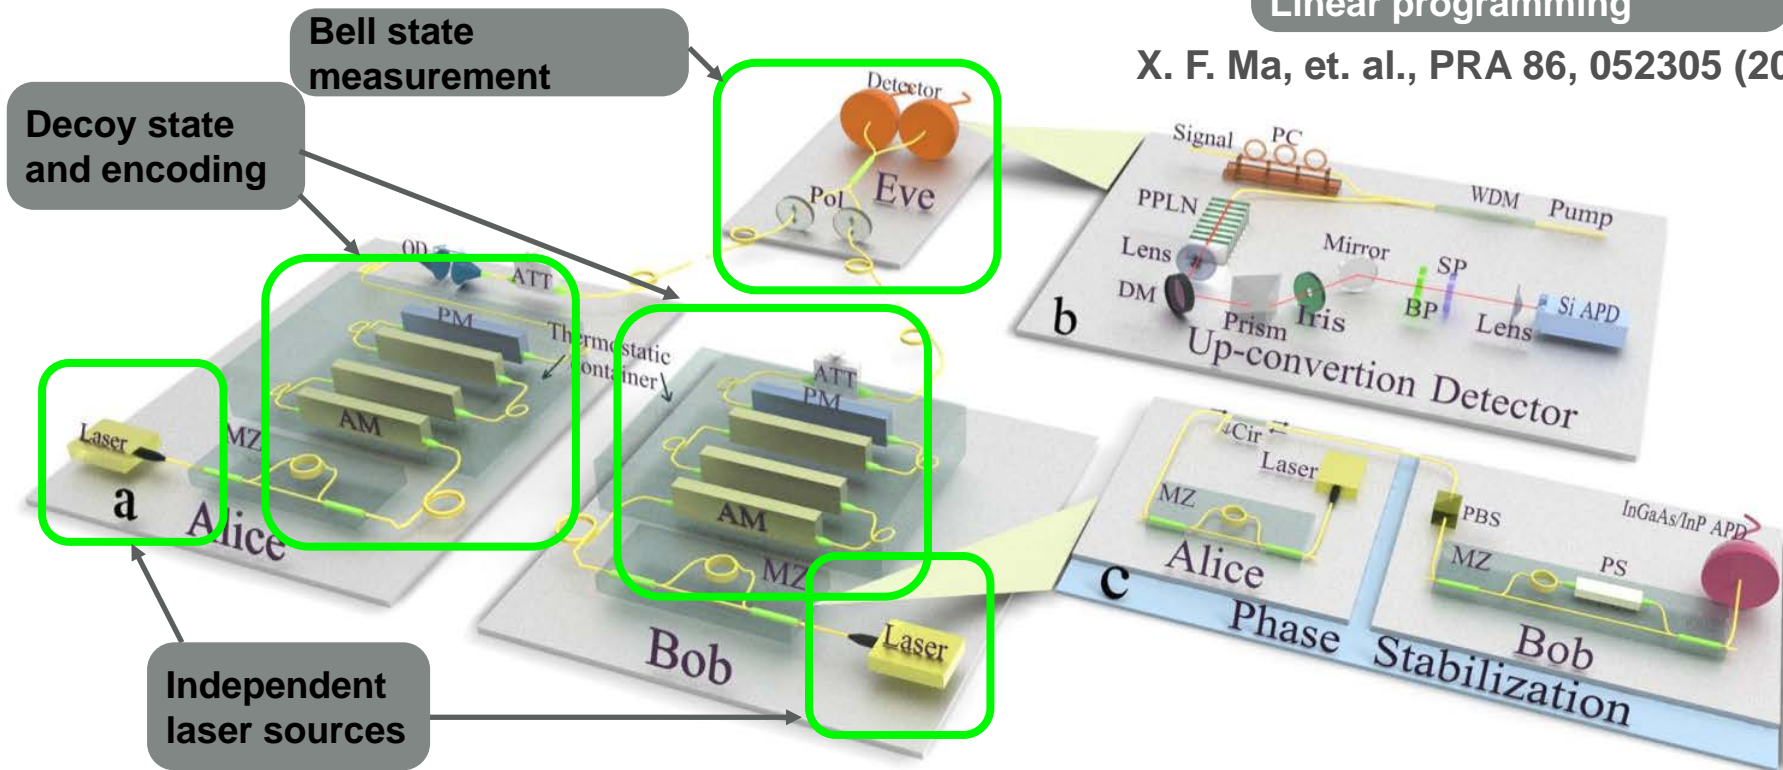 Linear programming
X. F. Ma, et. al., PRA 86, 052305 (20
Bell state
measurement
Decoy state
and encoding
Independent
laser sources
Detector
Pol
Eve
OD
ATT
PM
Thermostatic
container
AM
MZ
Laser
a
Alice
ATT
PM
AM
MZ
Laser
Bob
Signal
PC
PPLN
WDM
Pump
Lens
Mirror
DM
SP
BP
Prism
Iris
Lens
Si APD
b
Up-convertion Detector
Cir
Laser
MZ
Alice
c
PBS
InGaAs/InP APD
MZ
PS
Bob
Phase Stabilization